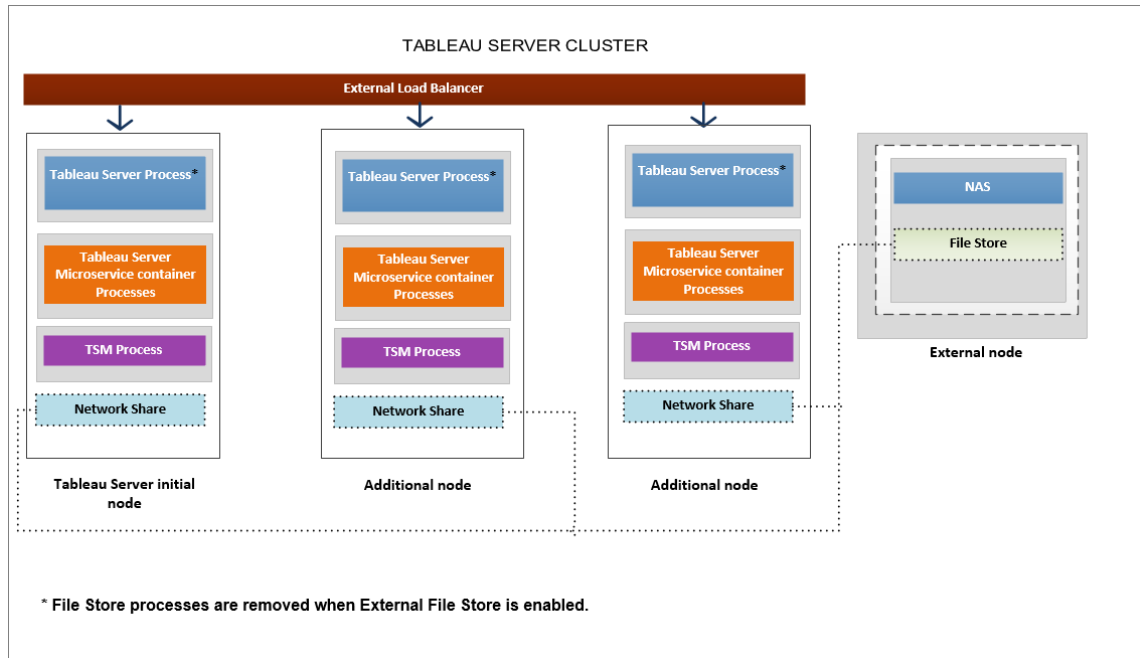 TABLEAU SERVER CLUSTER
External Load Balancer
Tableau Server Process*
Tableau Server
Microservice container
Processes
TSM Process
Network Share
Tableau Server initial
node
Tableau Server Process*
Tableau Server
Microservice container
Processes
TSM Process
Network Share
Additional node
Tableau Server Process*
Tableau Server
Microservice container
Processes
TSM Process
Network Share
Additional node
NAS
File Store
External node
* File Store processes are removed when External File Store is enabled.